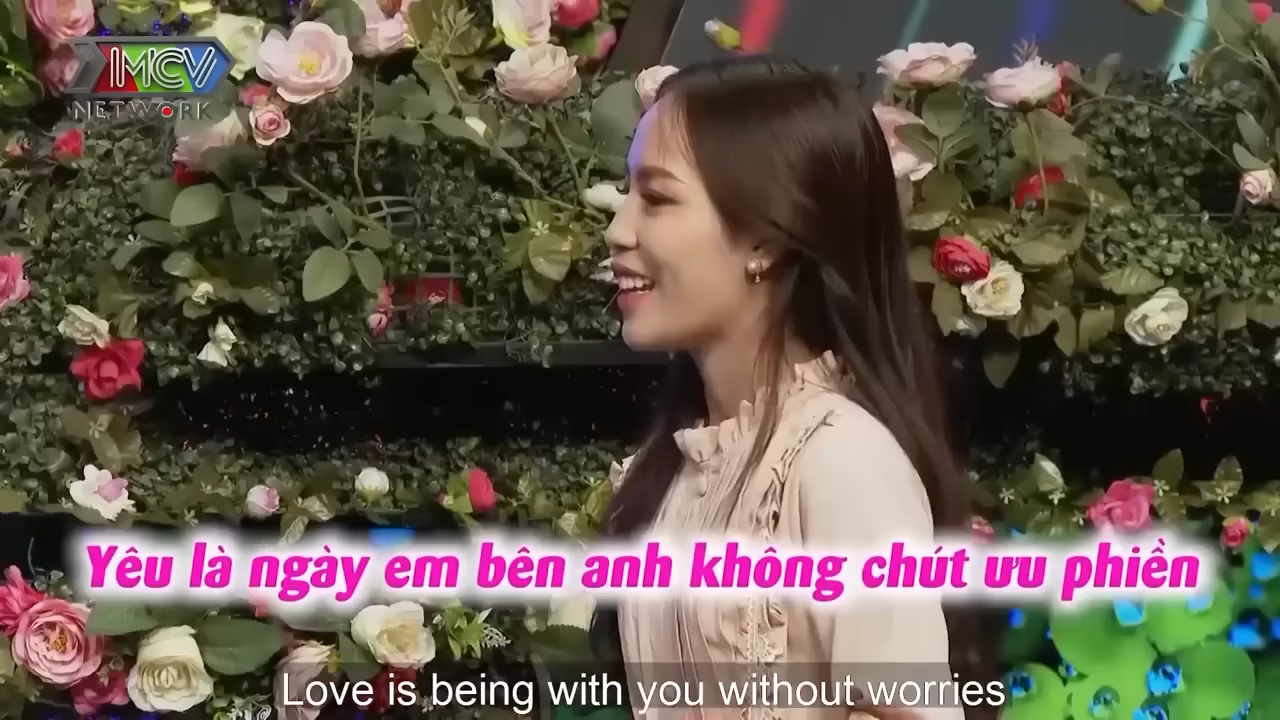 MCV
NETWORK
Yêu là ngày em bên anh không chút ưu phiền
Love is being with you without worries